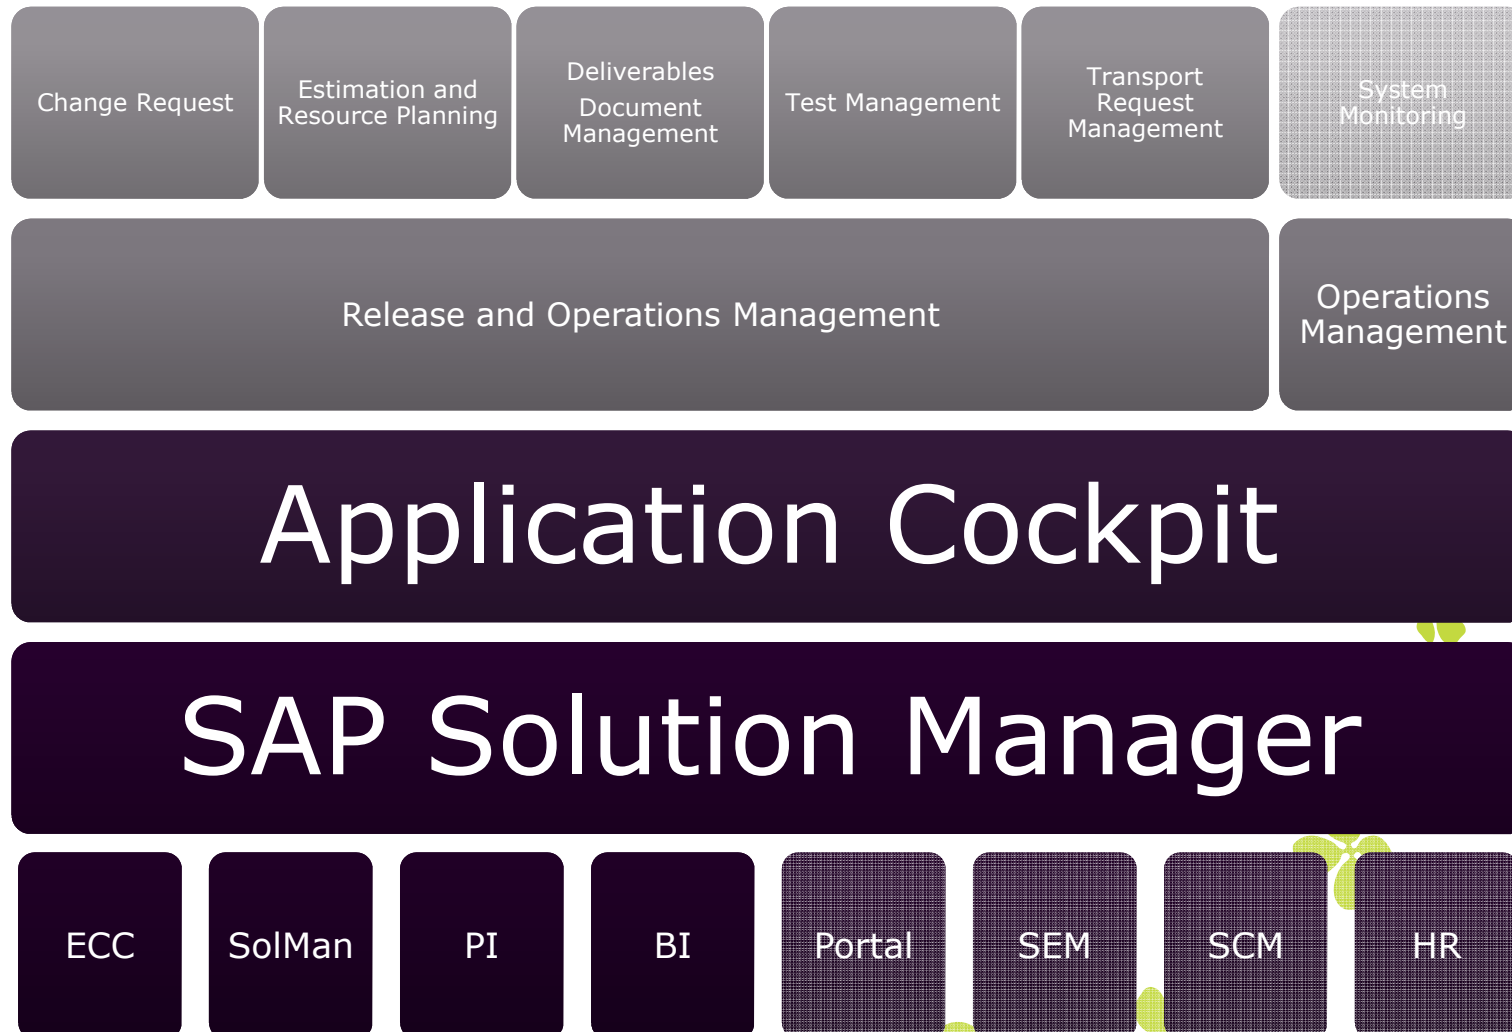 Change Request
Estimation and
Resource Planning
Deliverables
Document
Management
Test Management
Transport
Request
Management
System
Monitoring
Release and Operations Management
Operations
Management
Application Cockpit
SAP Solution Manager
ECC
SolMan
PI
BI
Portal
SEM
SCM
HR